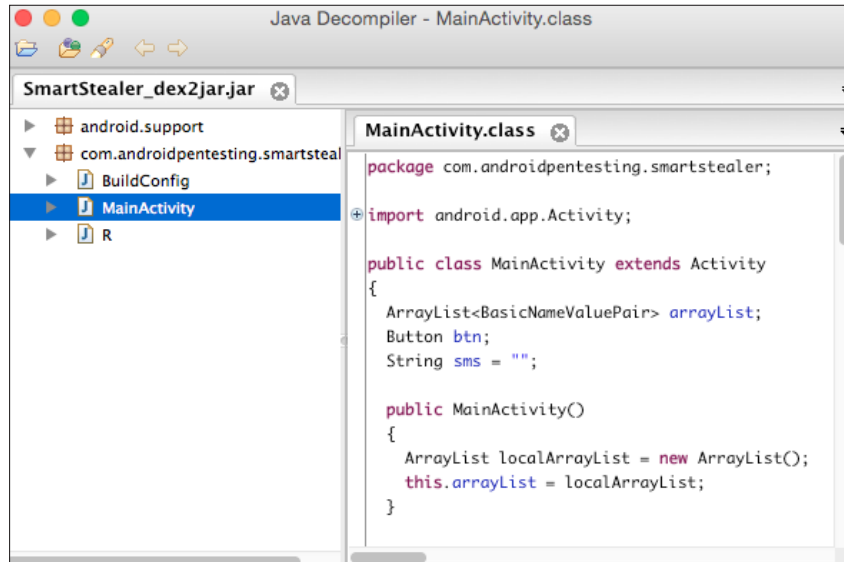 Java Decompiler - MainActivity.class
SmartStealer_dex2jar.jar
android.support
com.androidpentesting.smartsteal
BuildConfig
MainActivity
R
MainActivity.class
package com.androidpentesting.smartstealer;
import android.app.Activity;
public class MainActivity extends Activity
{
ArrayList<BasicNameValuePair> arrayList;
Button btn;
String sms = "";
public MainActivity()
{
ArrayList localArrayList = new ArrayList();
this.arrayList = localArrayList;
}